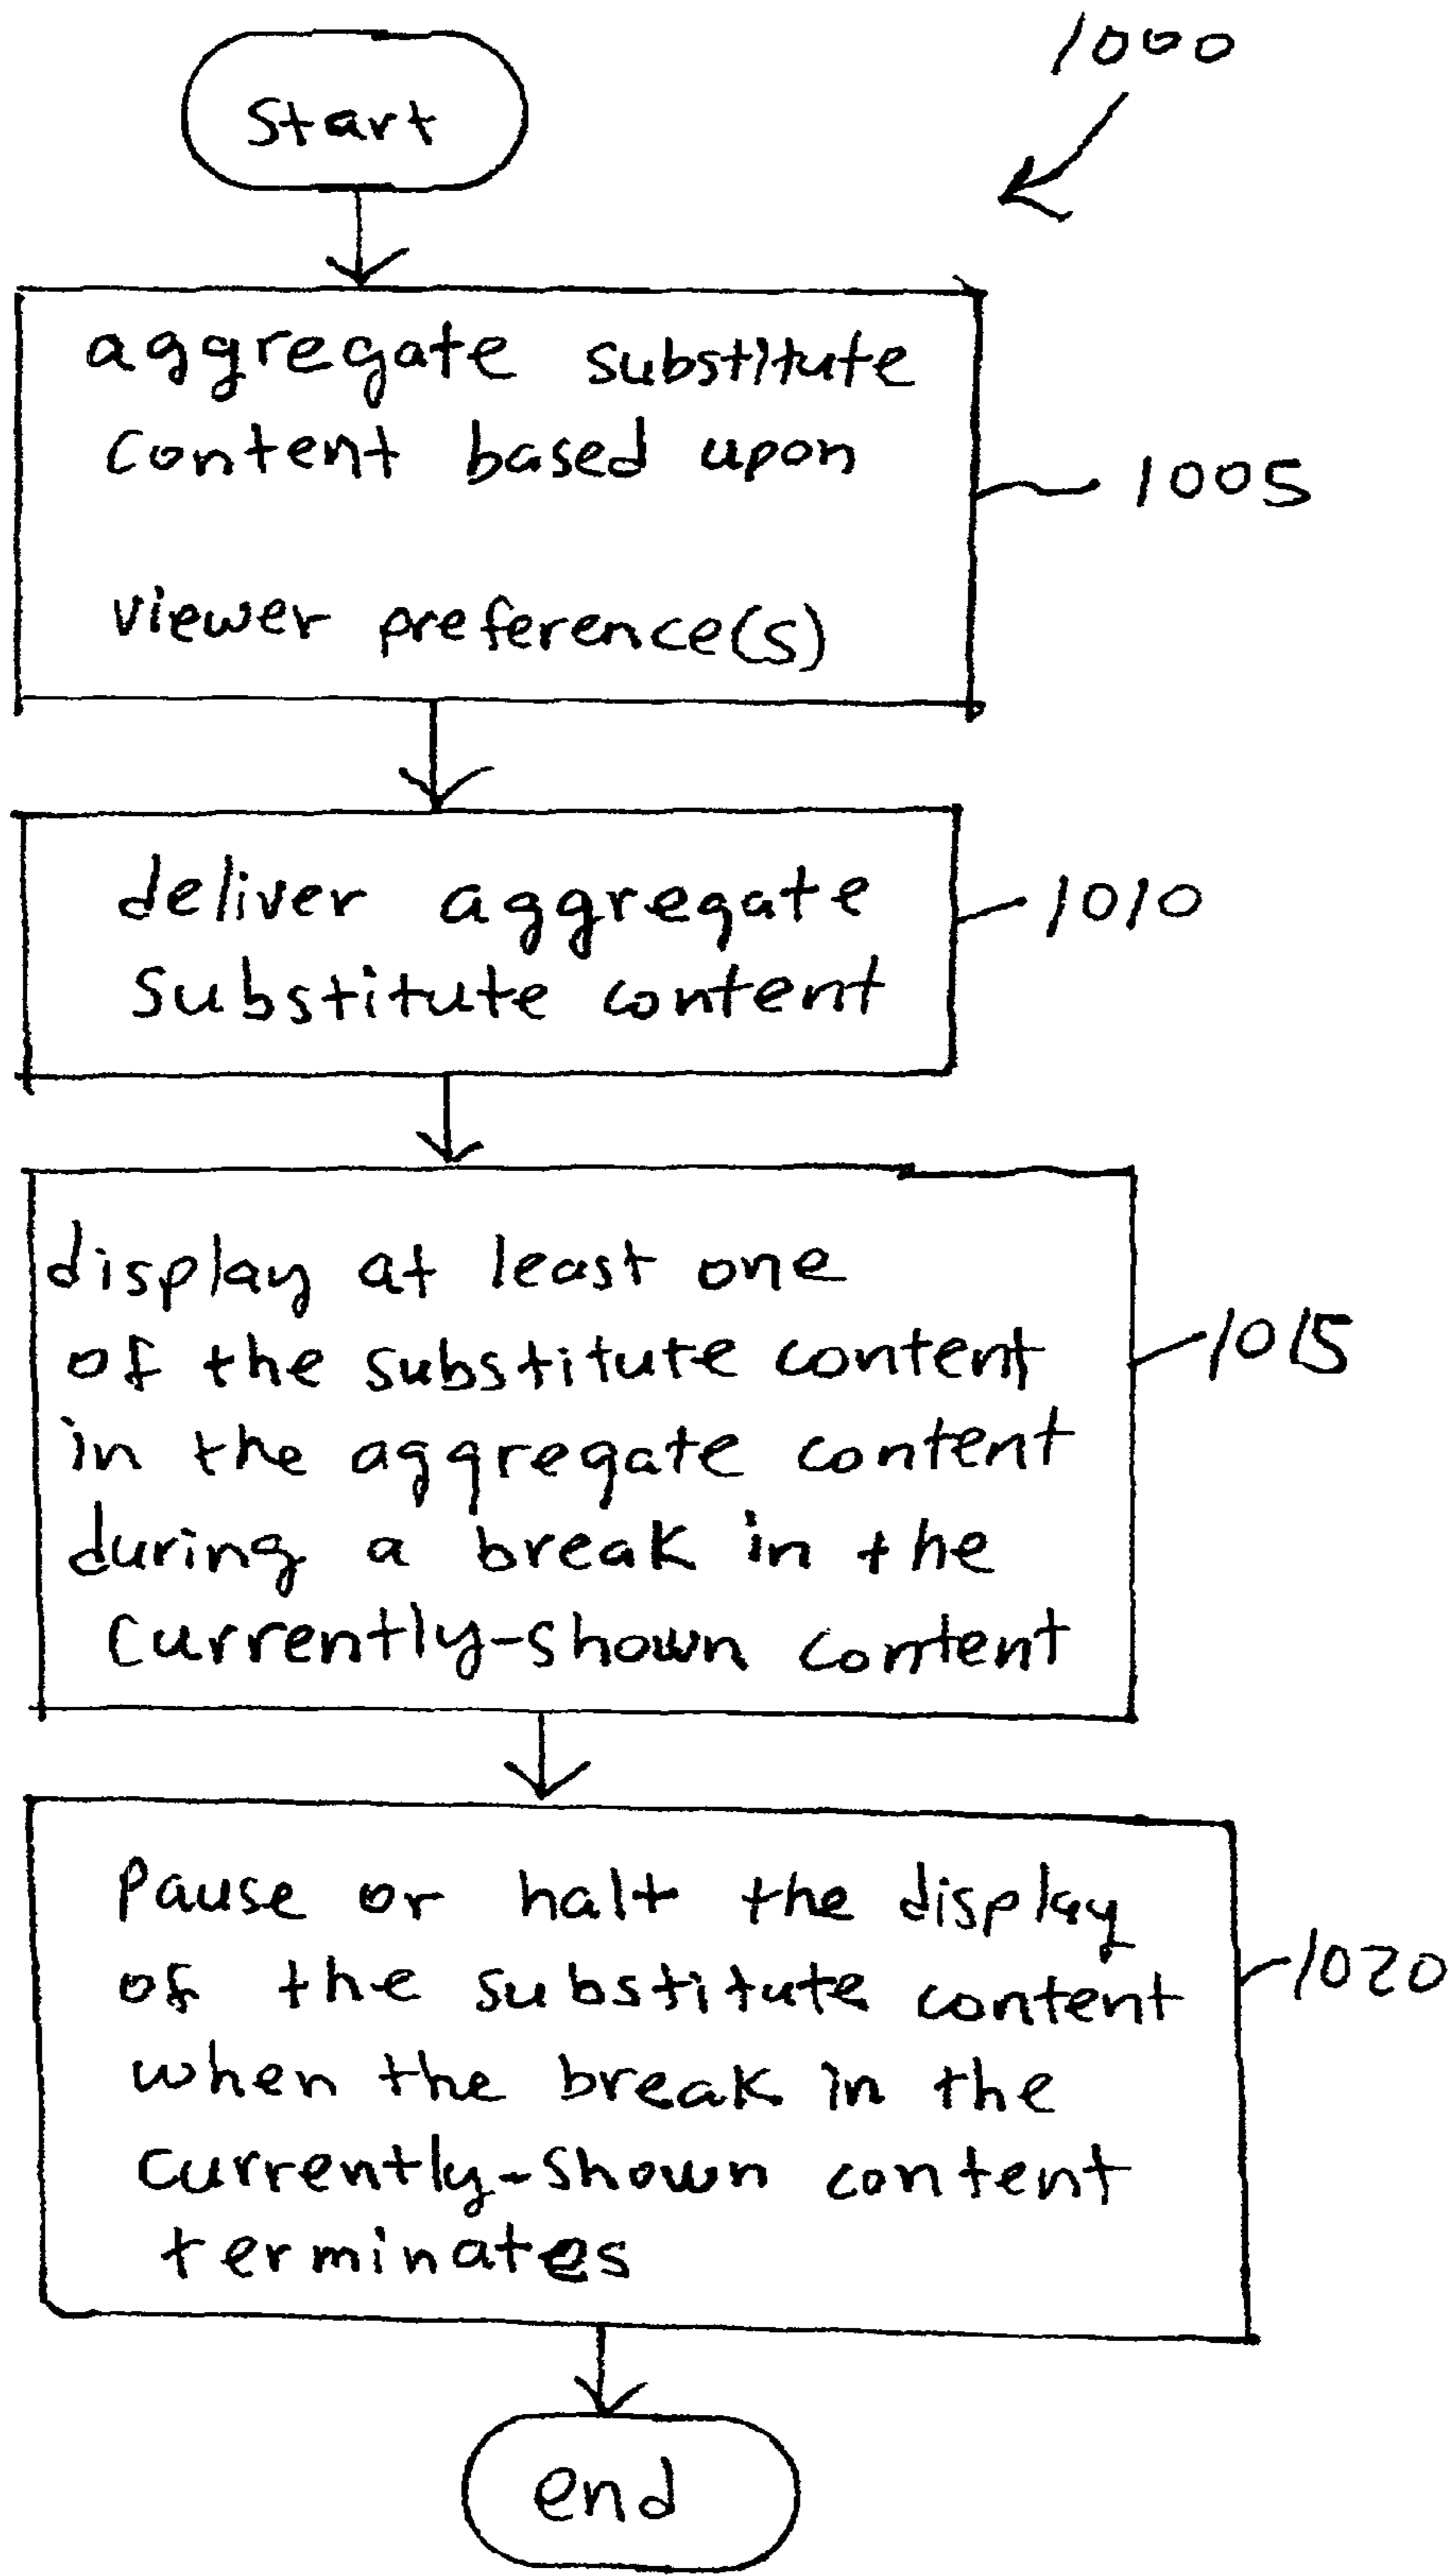 1000
Start
aggregate substitute
content based upon
viewer preference(s)
1005
deliver aggregate
substitute content
1010
display at least one
of the substitute content
in the aggregate content
during a break in the
currently-shown content
1015
Pause or halt the display
of the substitute content
when the break in the
currently-shown content
terminates
1020
end